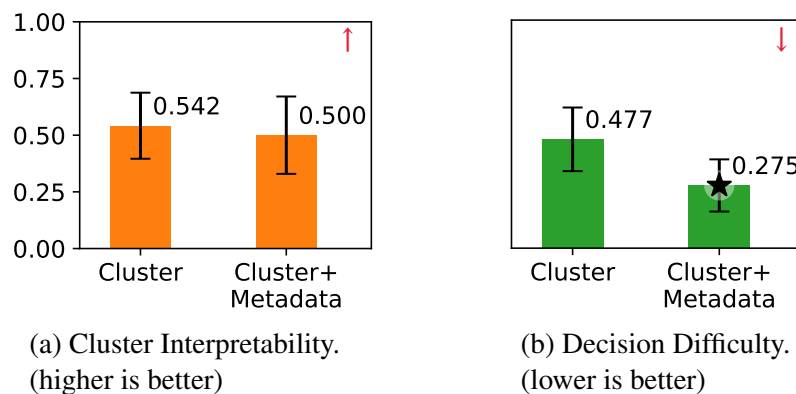 1.00
0.75
0.50
0.25
0.00
↑
0.542
0.500
Cluster
Cluster+
Metadata
(a) Cluster Interpretability.
(higher is better)
↓
0.477
0.275
Cluster
Cluster+
Metadata
(b) Decision Difficulty.
(lower is better)